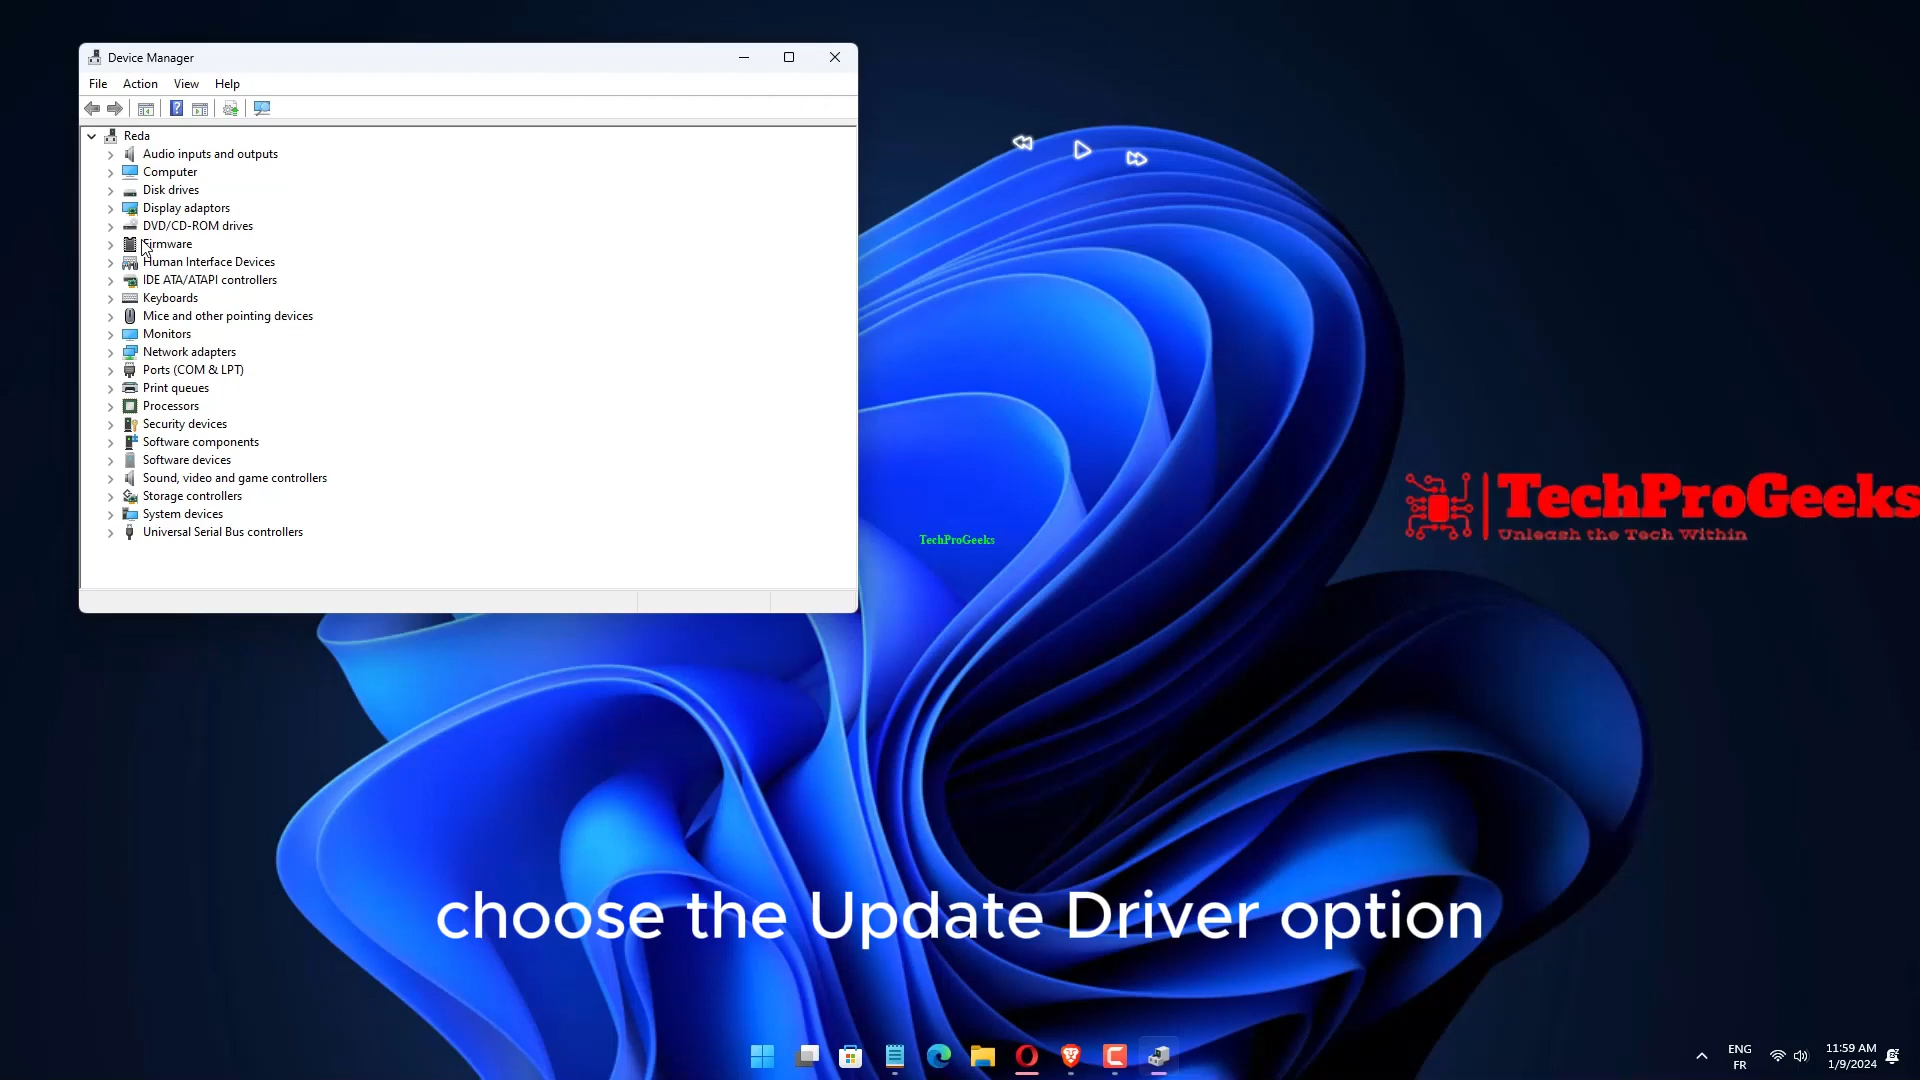 Device Manager
File Action View Help
Reda
Audio inputs and outputs
Computer
Disk drives
Display adaptors
DVD/CD-ROM drives
Firmware
Human Interface Devices
IDE ATA/ATAPI controllers
Keyboards
Mice and other pointing devices
Monitors
Network adapters
Ports (COM & LPT)
Print queues
Processors
Security devices
Software components
Software devices
Sound, video and game controllers
Storage controllers
System devices
Universal Serial Bus controllers
TechProGeeks
Unleash the Tech Within
TechProGeeks
choose the Update Driver option
ENG
FR
11:59 AM
1/9/2024